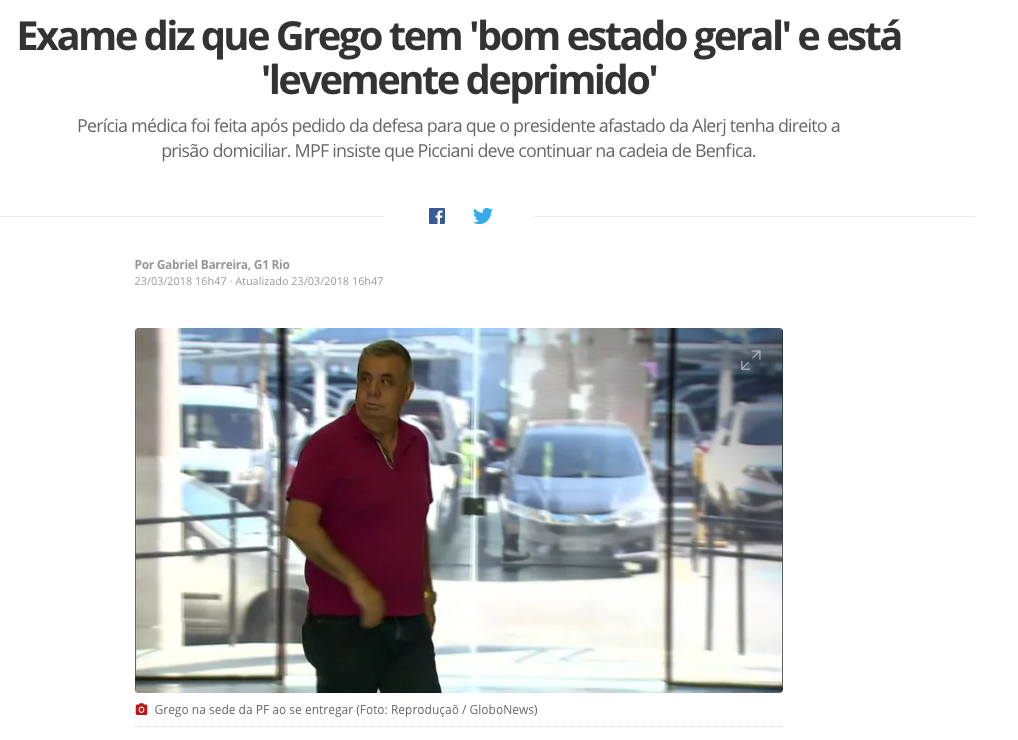 Exame diz que Grego tem 'bom estado geral' e está
'levemente deprimido'
Perícia médica foi feita após pedido da defesa para que o presidente afastado da Alerj tenha direito a
prisão domiciliar. MPF insiste que Picciani deve continuar na cadeia de Benfica.
Por Gabriel Barreira, G1 Rio
23/03/2018 16h47 · Atualizado 23/03/2018 16h47
Grego na sede da PF ao se entregar (Foto: Reproduçaõ / GloboNews)